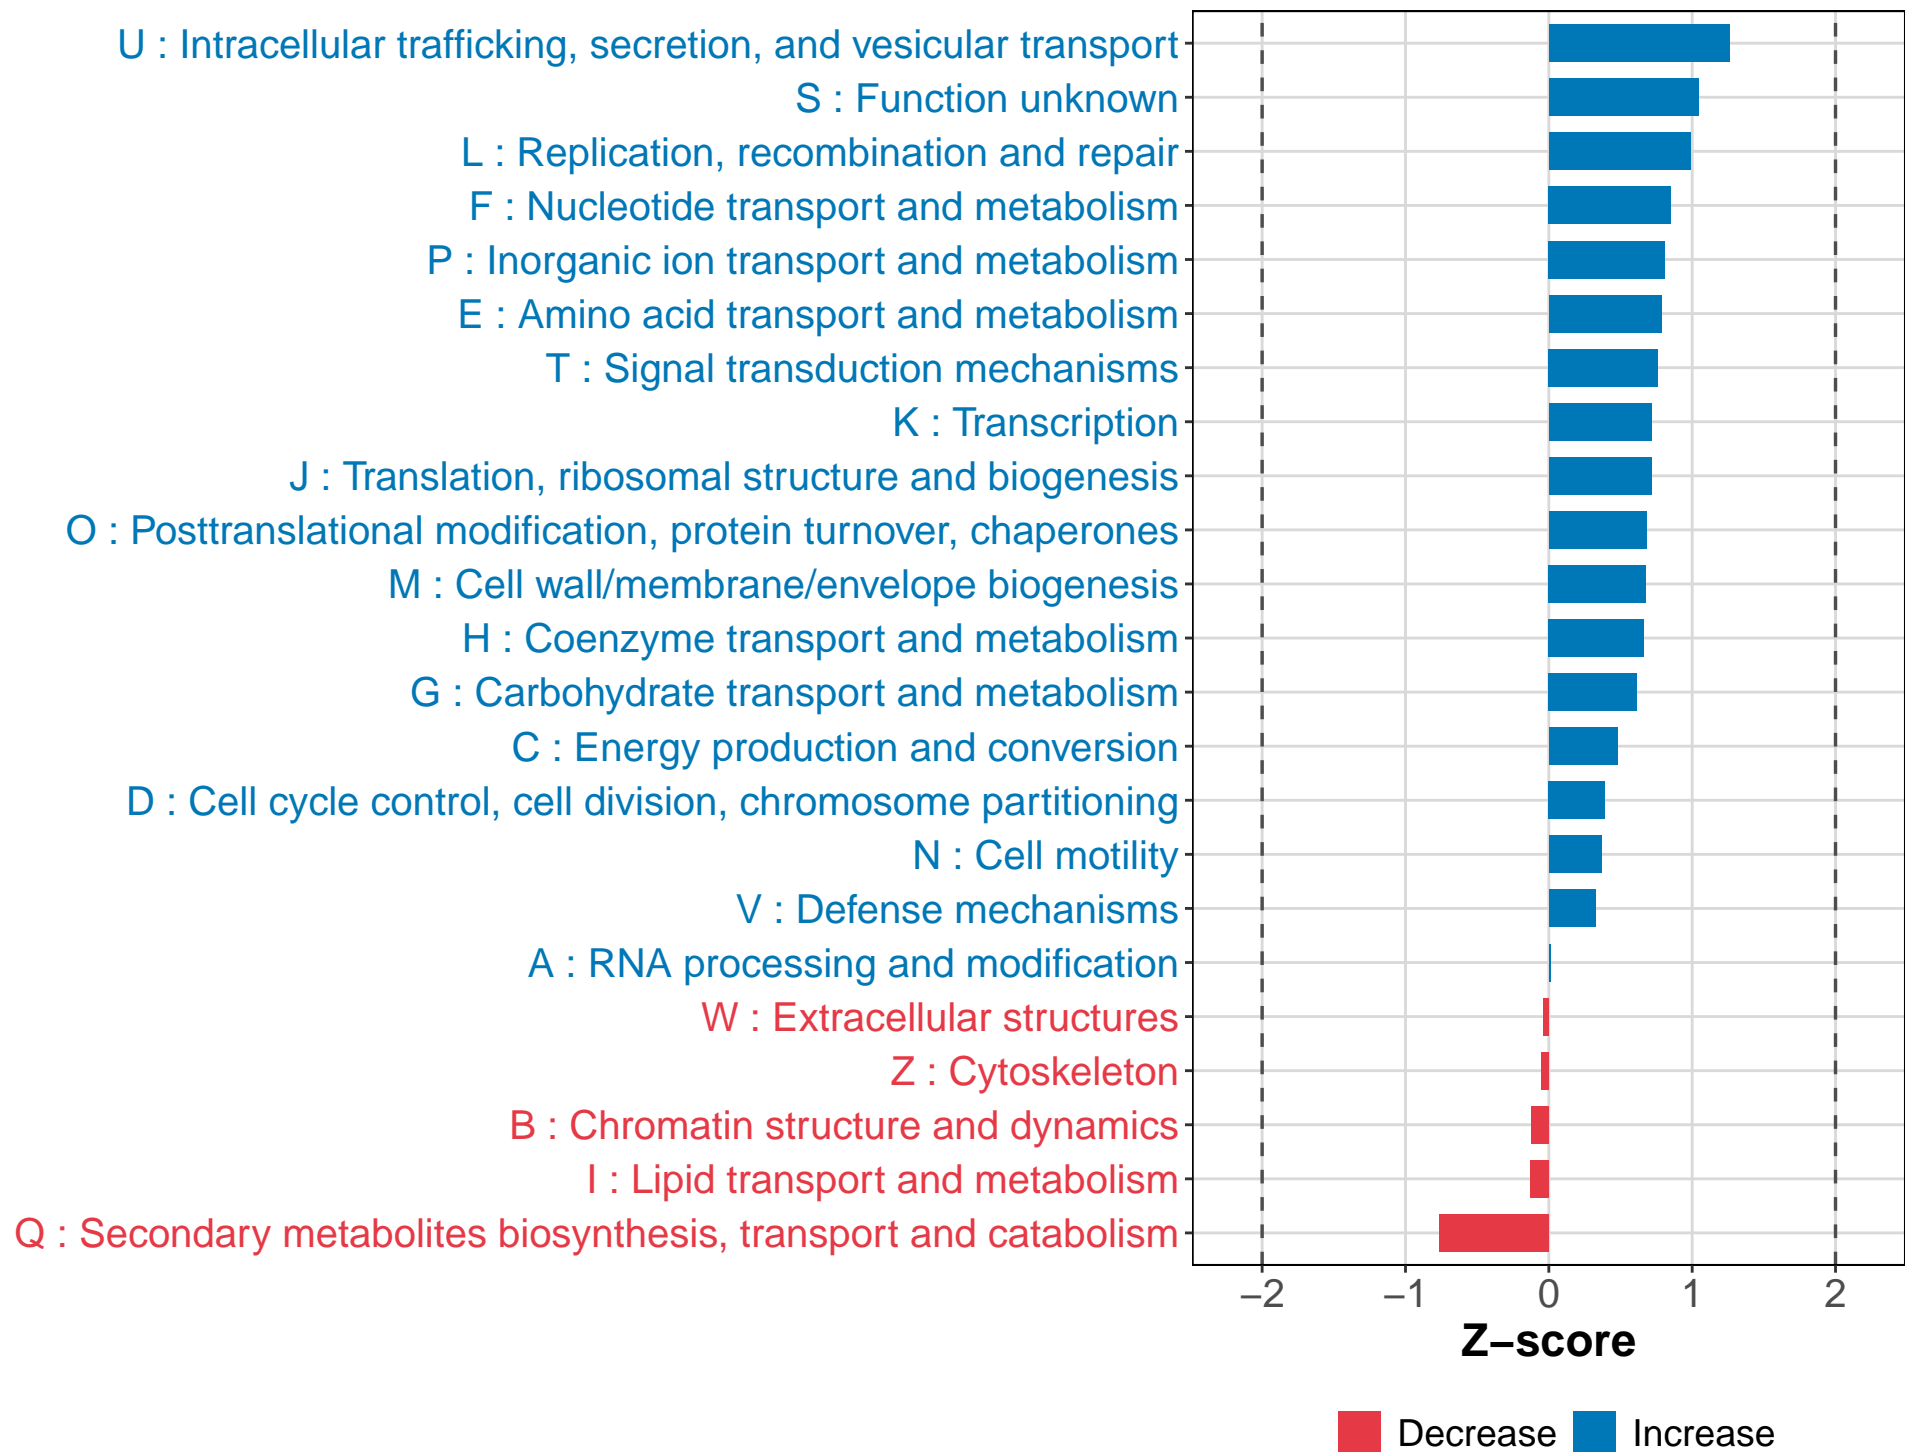 U : Intracellular trafficking, secretion, and vesicular transport
S : Function unknown
L : Replication, recombination and repair
F : Nucleotide transport and metabolism
P : Inorganic ion transport and metabolism
E : Amino acid transport and metabolism
T : Signal transduction mechanisms
K : Transcription
J : Translation, ribosomal structure and biogenesis
O : Posttranslational modification, protein turnover, chaperones
M : Cell wall/membrane/envelope biogenesis
H : Coenzyme transport and metabolism
G : Carbohydrate transport and metabolism
C : Energy production and conversion
D : Cell cycle control, cell division, chromosome partitioning
N : Cell motility
V : Defense mechanisms
A : RNA processing and modification
W : Extracellular structures
Z : Cytoskeleton
B : Chromatin structure and dynamics
I : Lipid transport and metabolism
Q : Secondary metabolites biosynthesis, transport and catabolism
−2 −1 0 1 2
Z−score
Decrease Increase